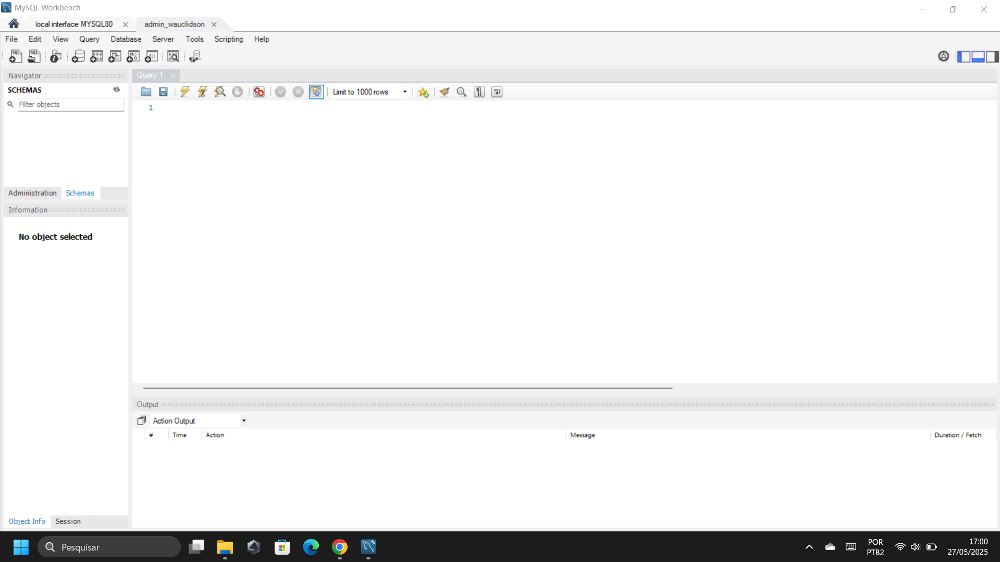 MySQL Workbench
local interface MYSQL80
admin_wauclidson
File Edit View Query Database Server Tools Scripting Help
SQL SQL
Navigator
Query 1
SCHEMAS
Limit to 1000 rows
Filter objects
1
Administration Schemas
Information
No object selected
Output
Action Output
# Time Action Message Duration / Fetch
Object Info Session
Pesquisar
POR
PTB2
17:00
27/05/2025